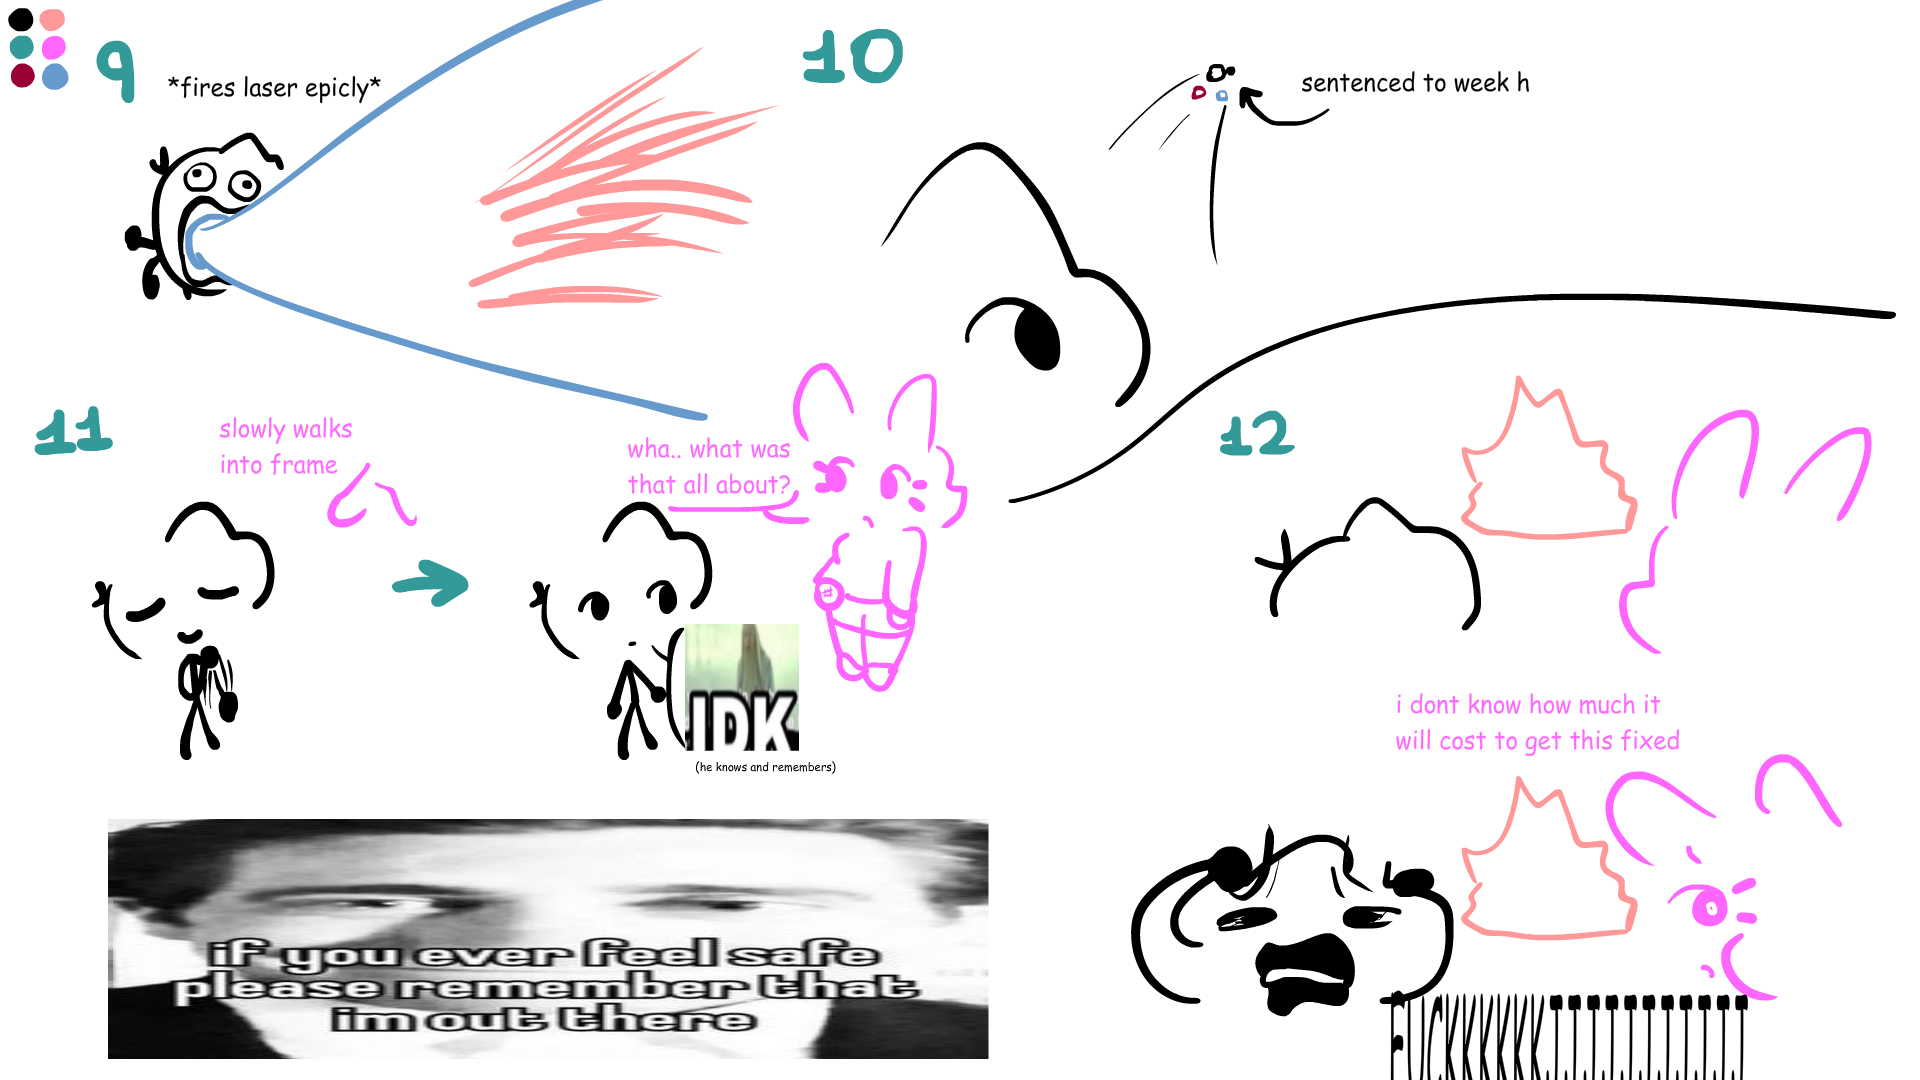 9
*fires laser epicly*
10
sentenced to week h
11
slowly walks
into frame
wha.. what was
that all about?
IDK
(he knows and remembers)
12
i dont know how much it
will cost to get this fixed
if you ever feel safe
please remember that
im out there
FUCKKKKKK!!!!!!!!!!!